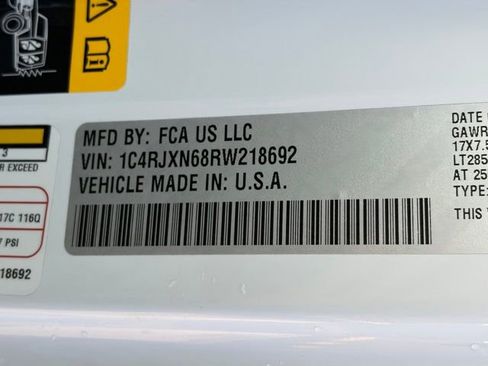 MFD BY: FCA US LLC
VIN: 1C4RJXN68RW218692
VEHICLE MADE IN: U.S.A.
3
R EXCEED
17C 116Q
7 PSI
18692
DATE
GAWR
17X7.5
LT285
AT 25
TYPE:
THIS